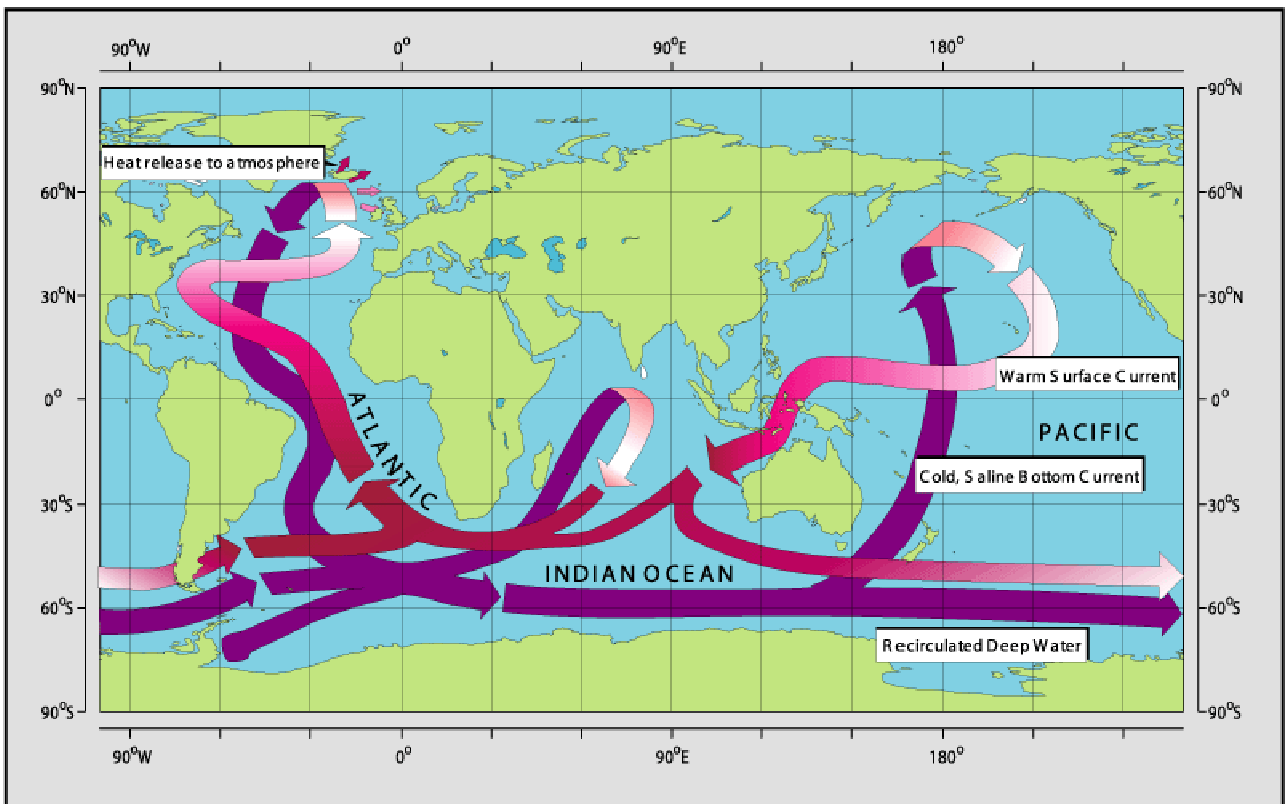 90°W 0° 90°E 180°
90°N 90°N
Heat release to atmosphere
60°N 60°N
30°N 30°N
Warm Surface Current
0° 0°
ATLANTIC
PACIFIC
Cold, Saline Bottom Current
30°S 30°S
INDIAN OCEAN
60°S 60°S
Recirculated Deep Water
90°S 90°S
90°W 0° 90°E 180°